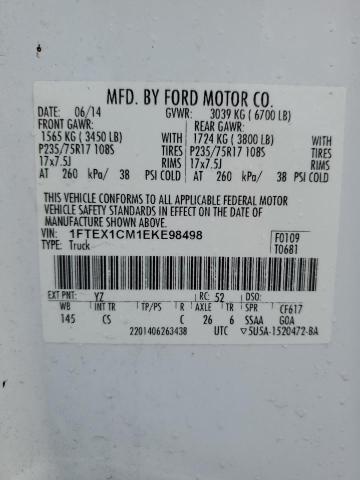 MFD. BY FORD MOTOR CO.
DATE: 06/14 GVWR: 3039 KG (6700 LB)
FRONT GAWR: REAR GAWR:
1565 KG (3450 LB) 1724 KG (3800 LB)
P235/75R17 108S TIRES P235/75R17 108S TIRES
17x7.5J RIMS 17x7.5J RIMS
AT 260 kPa/ 38 PSI COLD AT 260 kPa/ 38 PSI COLD
THIS VEHICLE CONFORMS TO ALL APPLICABLE FEDERAL MOTOR
VEHICLE SAFETY STANDARDS IN EFFECT ON THE DATE OF
MANUFACTURE SHOWN ABOVE.
VIN: 1FTEX1CM1EKE98498 F0109
TYPE: Truck T0681
EXT PNT: YZ RC: 52 DSO:
WB INT TR TP/PS R AXLE TR SPR CF617
145 CS C 26 6 SSAA GOA
2201406263438 UTC ▽5U5A-1520472-BA